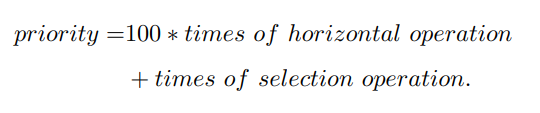 priority =100 * times of horizontal operation
+ times of selection operation.